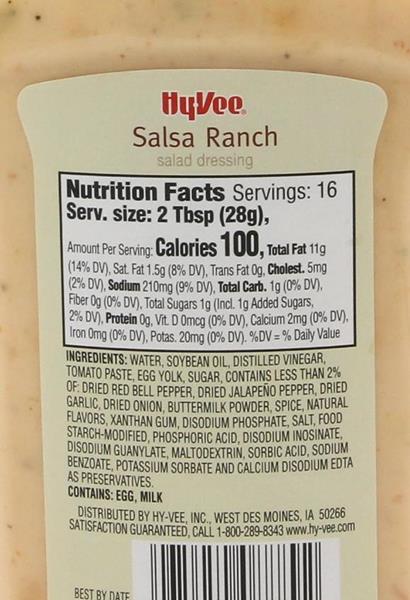 HyVee
Salsa Ranch
salad dressing
Nutrition Facts Servings: 16
Serv. size: 2 Tbsp (28g),
Amount Per Serving: Calories 100, Total Fat 11g
(14% DV), Sat. Fat 1.5g (8% DV), Trans Fat 0g, Cholest. 5mg
(2% DV), Sodium 210mg (9% DV), Total Carb. 1g (0% DV),
Fiber 0g (0% DV), Total Sugars 1g (Incl. 1g Added Sugars,
2% DV), Protein 0g, Vit. D 0mcg (0% DV), Calcium 2mg (0% DV),
Iron 0mg (0% DV), Potas. 20mg (0% DV). %DV = % Daily Value
INGREDIENTS: WATER, SOYBEAN OIL, DISTILLED VINEGAR,
TOMATO PASTE, EGG YOLK, SUGAR, CONTAINS LESS THAN 2%
OF: DRIED RED BELL PEPPER, DRIED JALAPEÑO PEPPER, DRIED
GARLIC, DRIED ONION, BUTTERMILK POWDER, SPICE, NATURAL
FLAVORS, XANTHAN GUM, DISODIUM PHOSPHATE, SALT, FOOD
STARCH-MODIFIED, PHOSPHORIC ACID, DISODIUM INOSINATE,
DISODIUM GUANYLATE, MALTODEXTRIN, SORBIC ACID, SODIUM
BENZOATE, POTASSIUM SORBATE AND CALCIUM DISODIUM EDTA
AS PRESERVATIVES.
CONTAINS: EGG, MILK
DISTRIBUTED BY HY-VEE, INC., WEST DES MOINES, IA 50266
SATISFACTION GUARANTEED, CALL 1-800-289-8343 www.hy-vee.com
BEST BY DATE